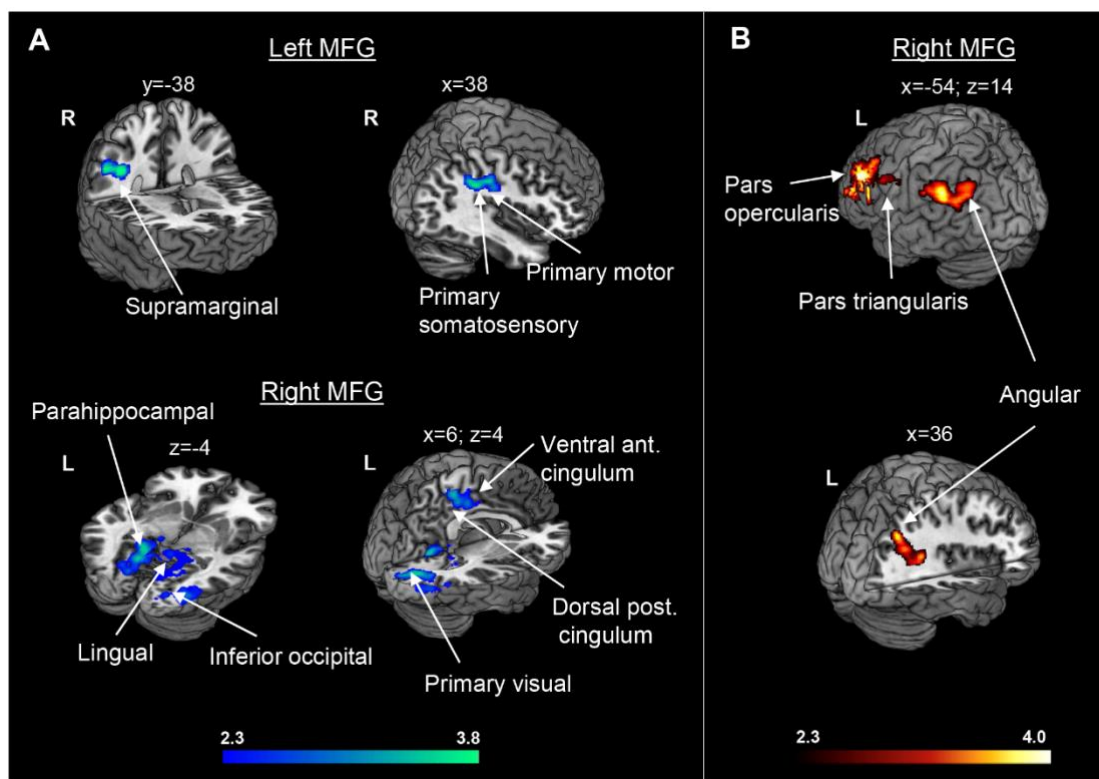 A
Left MFG
y=-38
R
Supramarginal
x=38
R
Primary motor
Primary
somatosensory
Right MFG
Parahippocampal
z=-4
L
Lingual
Inferior occipital
x=6; z=4
L
Ventral ant.
cingulum
Dorsal post.
cingulum
Primary visual
2.3
3.8
B
Right MFG
x=-54; z=14
L
Pars
opercularis
Pars triangularis
Angular
x=36
L
2.3
4.0